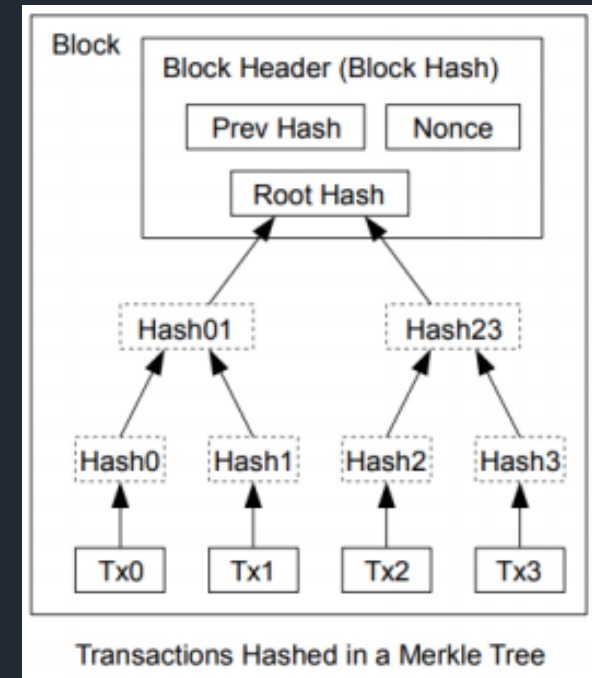 Block
Block Header (Block Hash)
Prev Hash Nonce
Root Hash
Hash01 Hash23
Hash0 Hash1 Hash2 Hash3
Tx0 Tx1 Tx2 Tx3
Transactions Hashed in a Merkle Tree